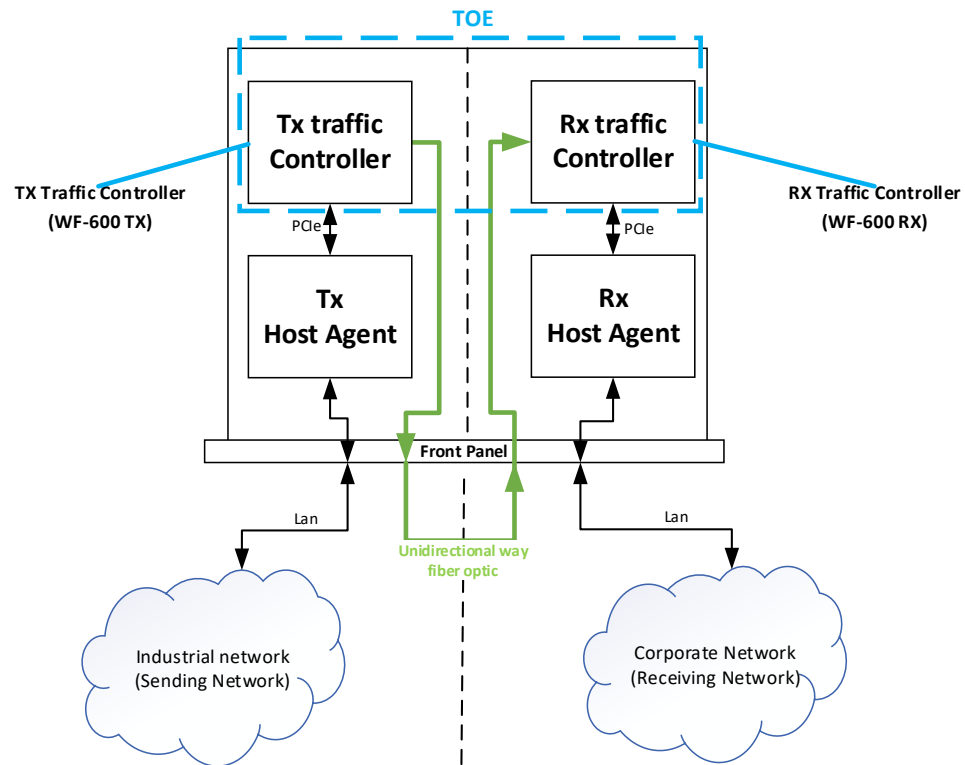 TOE
Tx traffic
Controller
Rx traffic
Controller
TX Traffic Controller
(WF-600 TX)
RX Traffic Controller
(WF-600 RX)
PCIe
PCIe
Tx
Host Agent
Rx
Host Agent
Front Panel
Lan
Lan
Unidirectional way
fiber optic
Industrial network
(Sending Network)
Corporate Network
(Receiving Network)